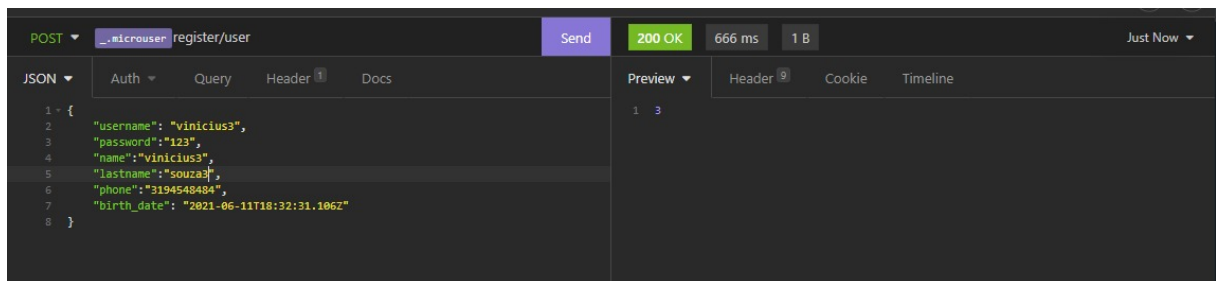 POST _.microuser register/user Send 200 OK 666 ms 1 B Just Now
JSON Auth Query Header 1 Docs Preview Header 9 Cookie Timeline
1 { 1 3
2 "username": "vinicius3",
3 "password":"123",
4 "name":"vinicius3",
5 "lastname":"souza3",
6 "phone":"3194548484",
7 "birth_date": "2021-06-11T18:32:31.106Z"
8 }